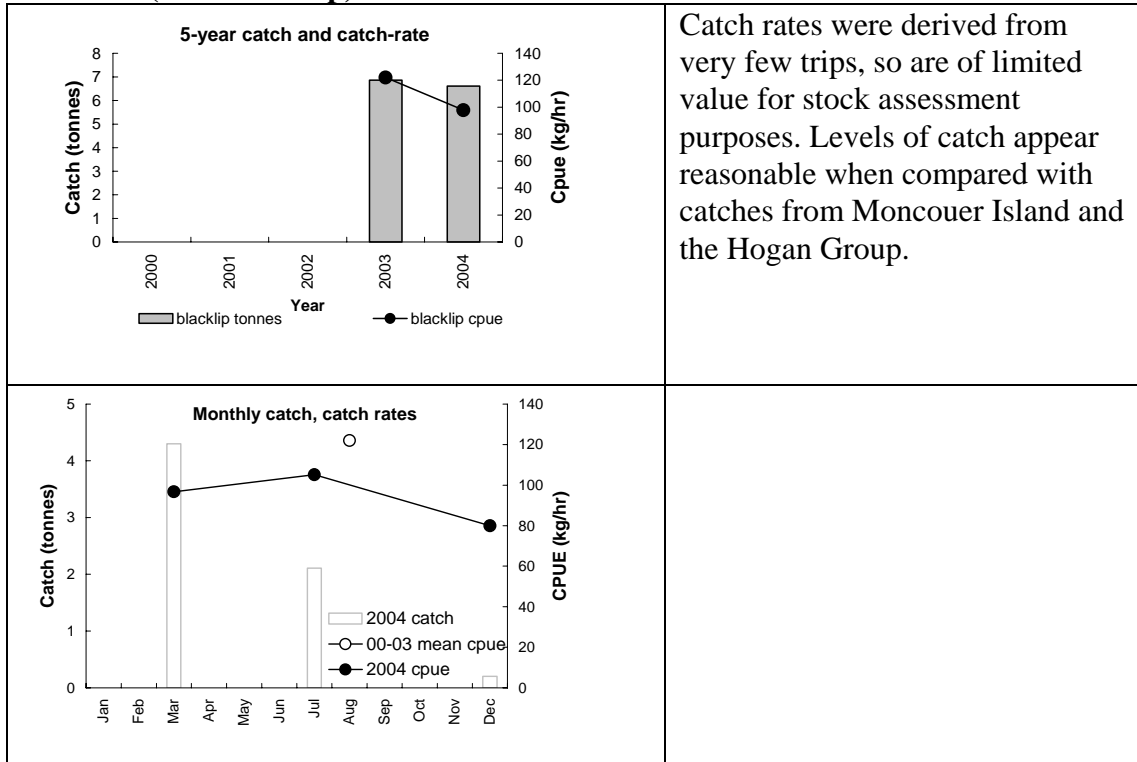 5-year catch and catch-rate
8
7
6
5
4
3
2
1
0
Catch (tonnes)
140
120
100
80
60
40
20
0
Cpue (kg/hr)
2000
2001
2002
2003
2004
Year
blacklip tonnes
blacklip cpue
Catch rates were derived from
very few trips, so are of limited
value for stock assessment
purposes. Levels of catch appear
reasonable when compared with
catches from Moncouer Island and
the Hogan Group.
Monthly catch, catch rates
5
4
3
2
1
0
Catch (tonnes)
140
120
100
80
60
40
20
0
CPUE (kg/hr)
2004 catch
00-03 mean cpue
2004 cpue
Jan
Feb
Mar
Apr
May
Jun
Jul
Aug
Sep
Oct
Nov
Dec